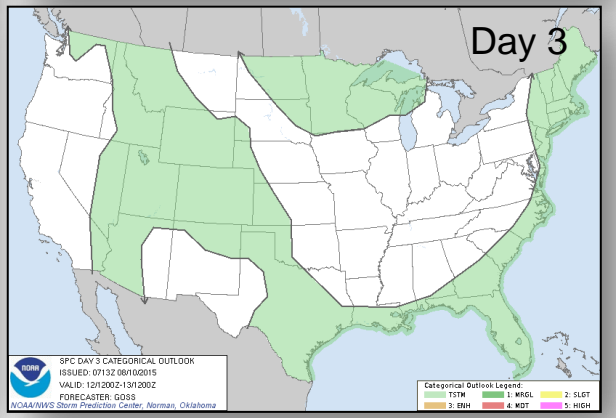 Day 3
NOAA
SPC DAY 3 CATEGORICAL OUTLOOK
ISSUED: 0713Z 08/10/2015
VALID: 12/1200Z-13/1200Z
FORECASTER: GOSS
NOAA/NWS Storm Prediction Center, Norman, Oklahoma
Categorical Outlook Legend:
TSTM 1: MRGL 2: SLGT
3: ENH 4: MDT 5: HIGH